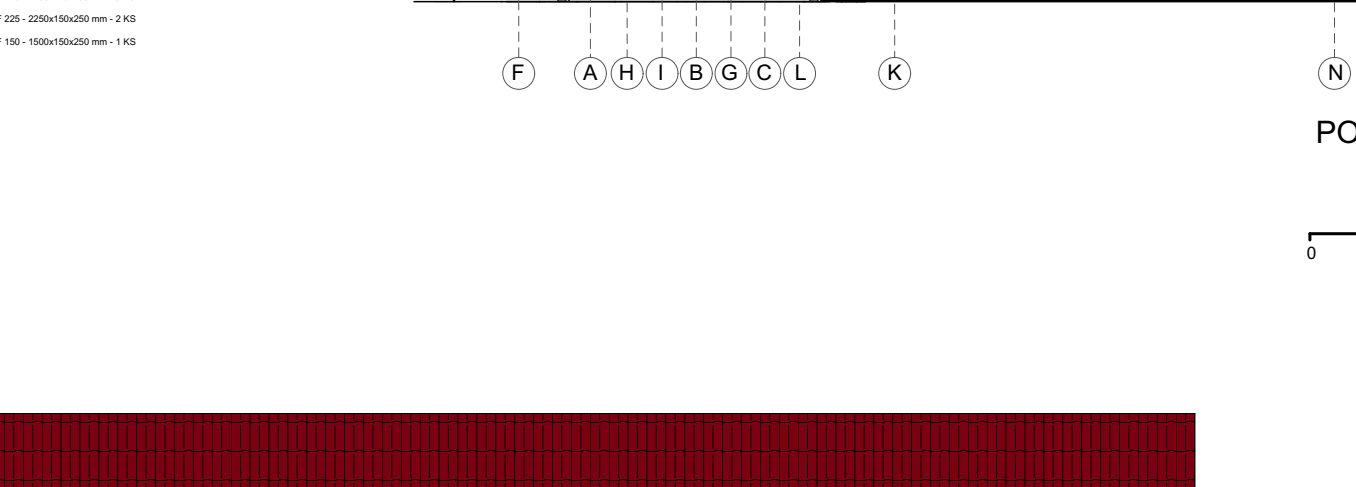 F 225 - 2250x150x250 mm - 2 KS
F 150 - 1500x150x250 mm - 1 KS
F A H I B G C L K N
PO
0